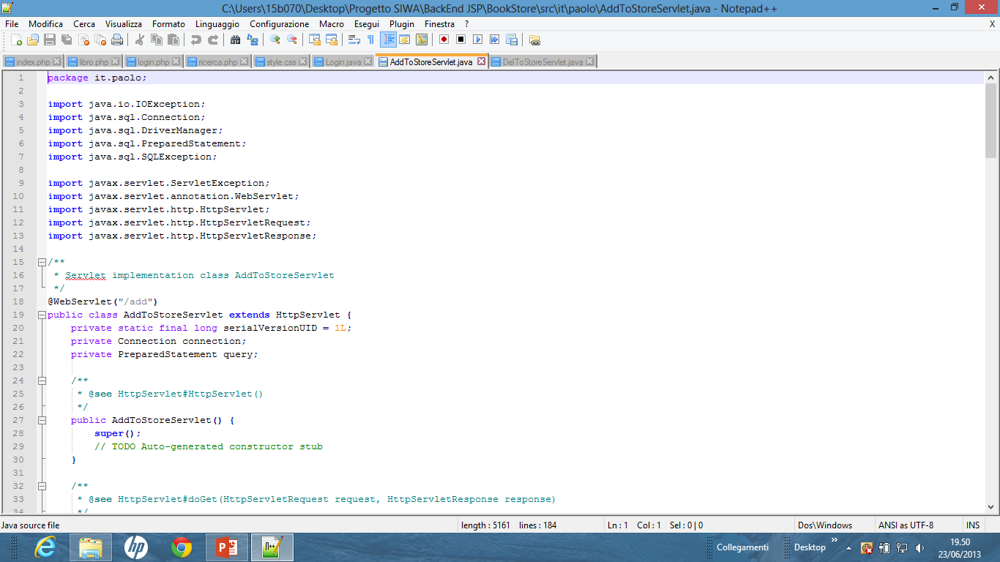 C:\Users\15b070\Desktop\Progetto SIWA\BackEnd JSP\BookStore\src\it\paolo\AddToStoreServlet.java - Notepad++
File Modifica Cerca Visualizza Formato Linguaggio Configurazione Macro Esegui Plugin Finestra ? X
index.php libro.php login.php ricerca.php style.css Login.java AddToStoreServlet.java DelToStoreServlet.java
1 package it.paolo;
2
3 import java.io.IOException;
4 import java.sql.Connection;
5 import java.sql.DriverManager;
6 import java.sql.PreparedStatement;
7 import java.sql.SQLException;
8
9 import javax.servlet.ServletException;
10 import javax.servlet.annotation.WebServlet;
11 import javax.servlet.http.HttpServlet;
12 import javax.servlet.http.HttpServletRequest;
13 import javax.servlet.http.HttpServletResponse;
14
15 /**
16  * Servlet implementation class AddToStoreServlet
17  */
18 @WebServlet("/add")
19 public class AddToStoreServlet extends HttpServlet {
20     private static final long serialVersionUID = 1L;
21     private Connection connection;
22     private PreparedStatement query;
23
24     /**
25      * @see HttpServlet#HttpServlet()
26      */
27     public AddToStoreServlet() {
28         super();
29         // TODO Auto-generated constructor stub
30     }
31
32     /**
33      * @see HttpServlet#doGet(HttpServletRequest request, HttpServletResponse response)
34      */
Java source file length : 5161 lines : 184 Ln : 1 Col : 1 Sel : 0 | 0 Dos\Windows ANSI as UTF-8 INS
Collegamenti Desktop 19.50
23/06/2013